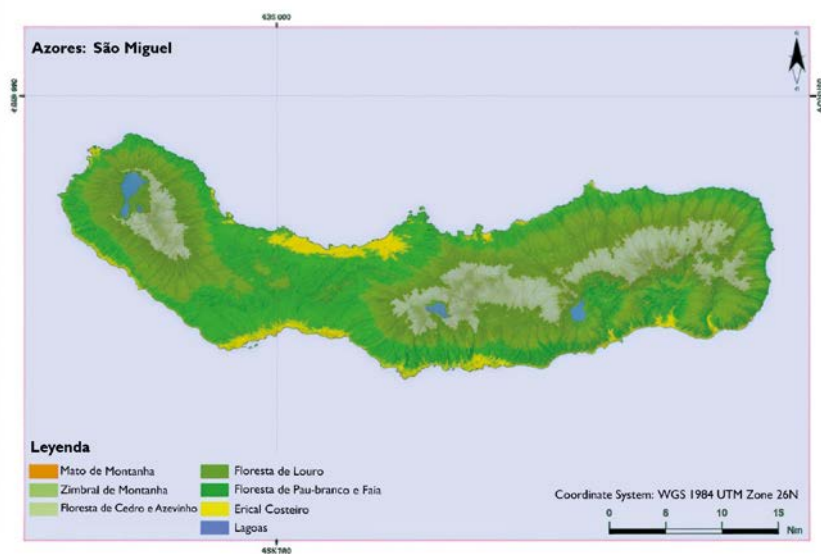 Azores: São Miguel
Leyenda
Mato de Montanha
Zimbral de Montanha
Floresta de Cedro e Azevinho
Floresta de Louro
Floresta de Pau-branco e Faia
Erical Costeiro
Lagoas
Coordinate System: WGS 1984 UTM Zone 26N
0 5 10 15
Nm